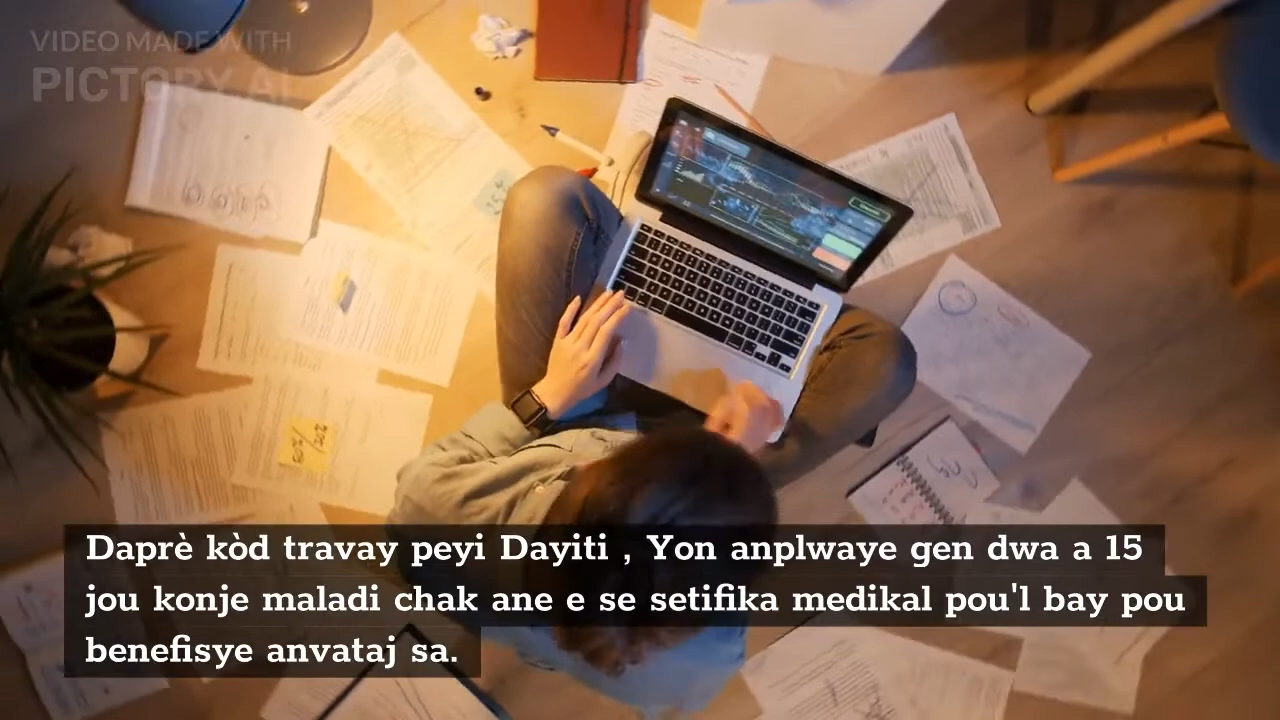 VIDEO MADE WITH
PICTORY.AI
Daprè kòd travay peyi Dayiti , Yon anplwaye gen dwa a 15
jou konje maladi chak ane e se setifika medikal pou'l bay pou
benefisye anvataj sa.